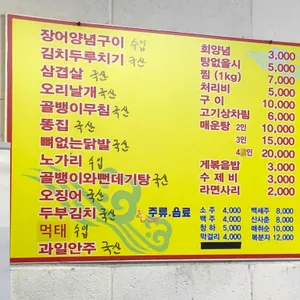 장어양념구이 수입
김치두루치기 국산
삼겹살 국산
오리날개 국산
골뱅이무침 국산
똥집 국산
뼈없는닭발 국산
노가리 수입
골뱅이와뻔데기탕 국산
오징어 국산
두부김치 국산
먹태 수입
과일안주 국산
회양념 3,000
탕없을시 5,000
찜 (1kg) 7,000
처리비 5,000
구 이 10,000
고기상차림 6,000
매운탕 2인 10,000
3인 15,000
4인 20,000
게볶음밥 3,000
수 제 비 3,000
라면사리 2,000
주류,음료
소 주 4,000 백세주 8,000
맥주 4,000 산사춘 8,000
청하 5,000 매취순 10,000
막걸리 4,000 복분자 12,000